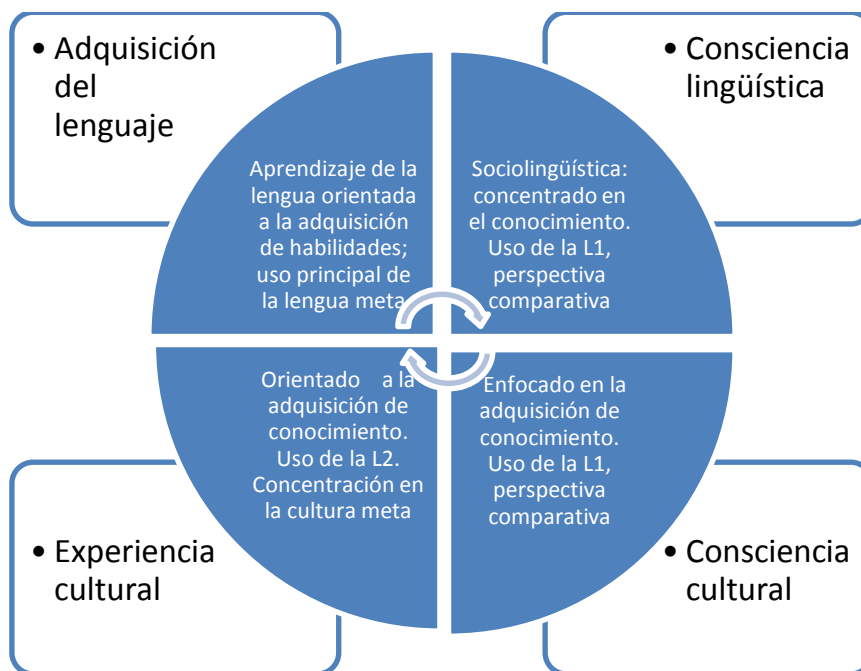 • Adquisición
del
lenguaje
• Consciencia
lingüística
Aprendizaje de la
lengua orientada
a la adquisición
de habilidades;
uso principal de
la lengua meta
Sociolingüística:
concentrado en
el conocimiento.
Uso de la L1,
perspectiva
comparativa
Orientado a la
adquisición de
conocimiento.
Uso de la L2.
Concentración en
la cultura meta
Enfocado en la
adquisición de
conocimiento.
Uso de la L1,
perspectiva
comparativa
• Experiencia
cultural
• Consciencia
cultural